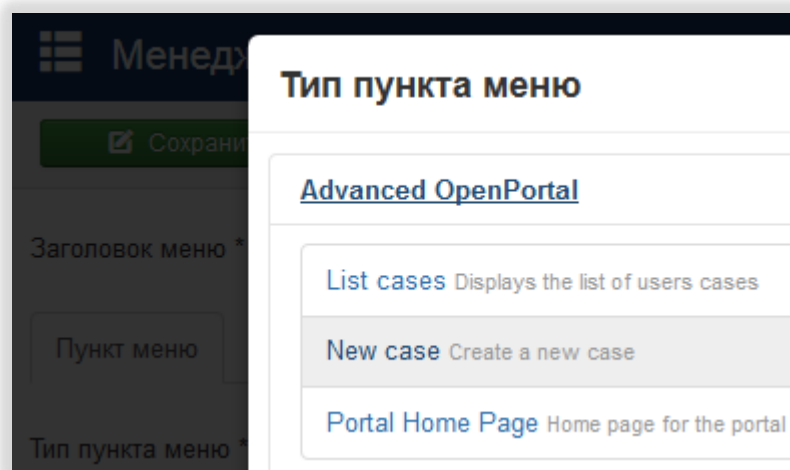 Менедж
Тип пункта меню
Сохрани
Advanced OpenPortal
Заголовок меню *
List cases Displays the list of users cases
Пункт меню
New case Create a new case
Portal Home Page Home page for the portal
Тип пункта меню *